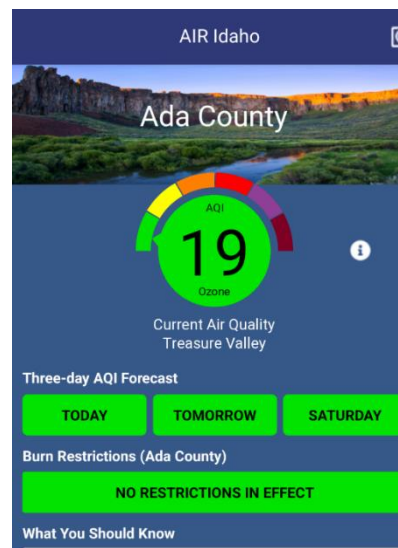 AIR Idaho
Ada County
AQI
19
Ozone
Current Air Quality
Treasure Valley
Three-day AQI Forecast
TODAY TOMORROW SATURDAY
Burn Restrictions (Ada County)
NO RESTRICTIONS IN EFFECT
What You Should Know